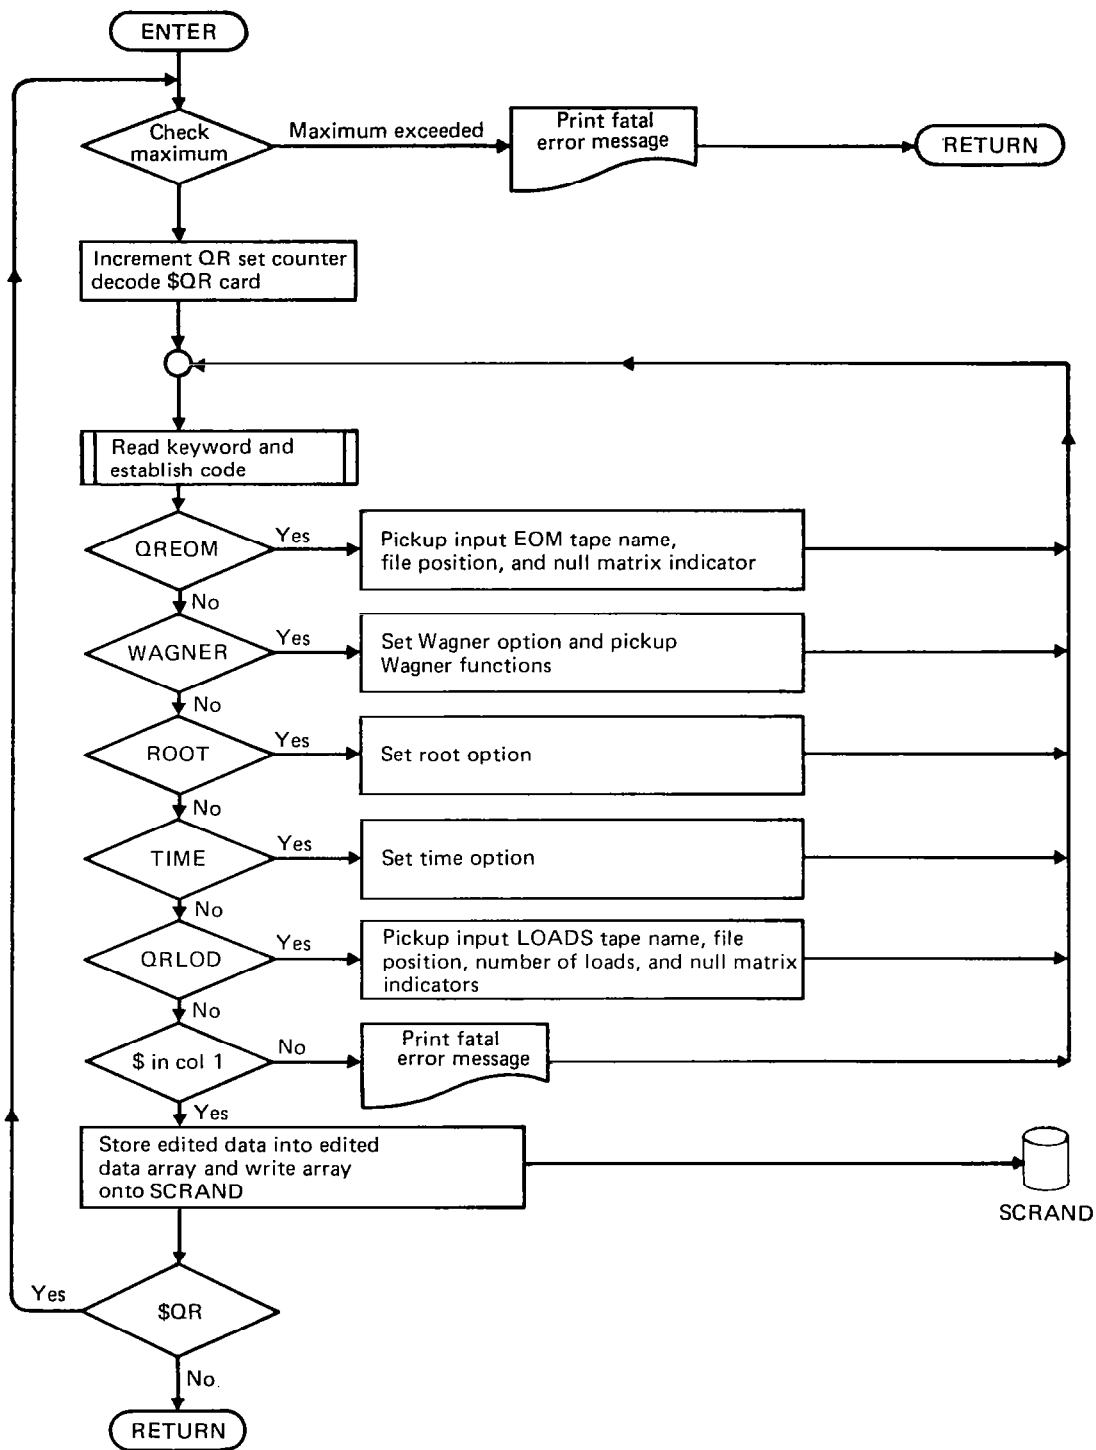 ENTER
Check
maximum
Maximum exceeded
Print fatal
error message
RETURN
Increment QR set counter
decode $QR card
Read keyword and
establish code
QREOM
Yes
Pickup input EOM tape name,
file position, and null matrix indicator
No
WAGNER
Yes
Set Wagner option and pickup
Wagner functions
No
ROOT
Yes
Set root option
No
TIME
Yes
Set time option
No
QRLOD
Yes
Pickup input LOADS tape name, file
position, number of loads, and null matrix
indicators
No
$ in col 1
No
Print fatal
error message
Yes
Store edited data into edited
data array and write array
onto SCRAND
SCRAND
Yes
$QR
No
RETURN